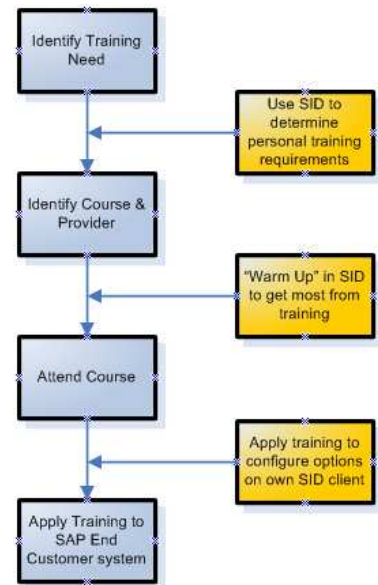 Identify Training
Need
Use SID to
determine
personal training
requirements
Identify Course &
Provider
“Warm Up” in SID
to get most from
training
Attend Course
Apply training to
configure options
on own SID client
Apply Training to
SAP End
Customer system